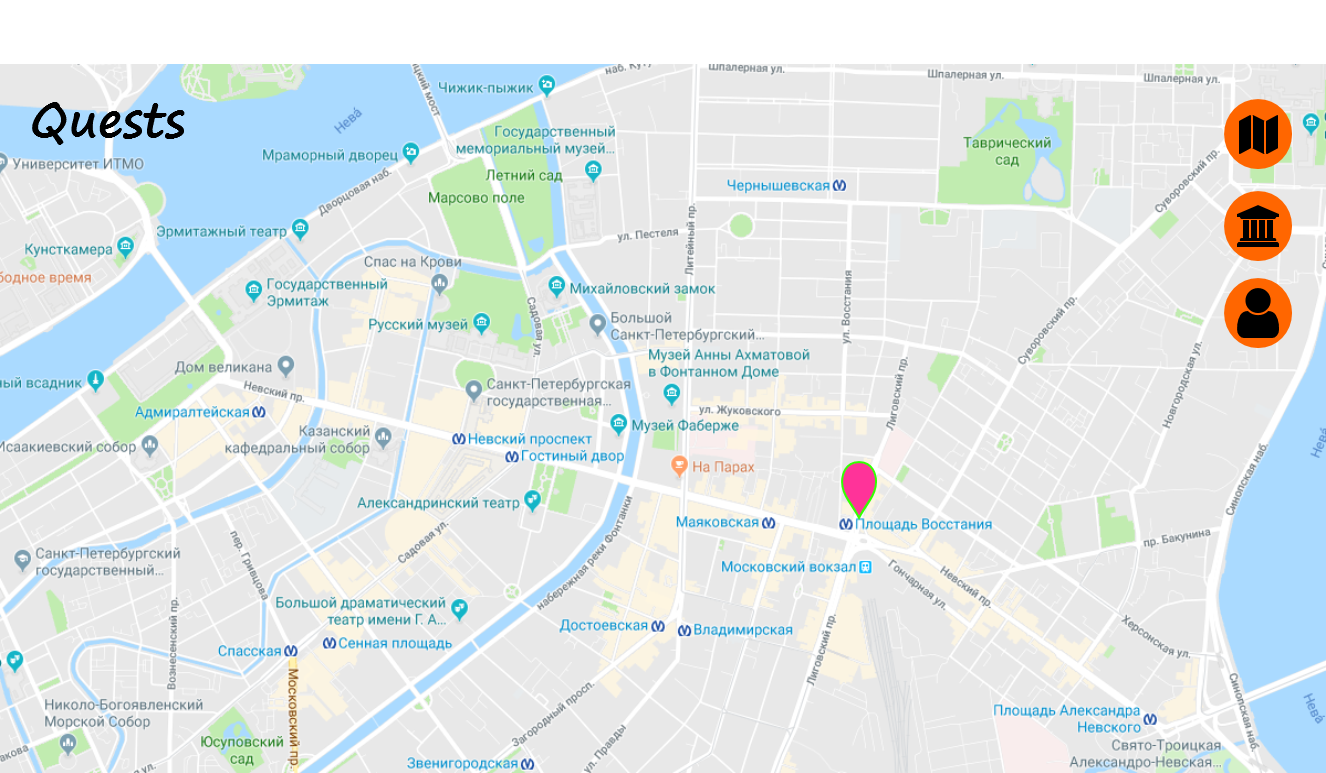 наб. Кут
Шпалерная ул.
Шпалерная ул.
Шпалерная ул.
цкий мост
Чижик-пыжик
Quests
Нева́
Государственный
мемориальный музей...
Таврический
сад
Университет ИТМО
Мраморный дворец
Летний сад
Марсово поле
Чернышевская
Суворовский пр.
Дворцовая наб.
Эрмитажный театр
ул. Пестеля
Литейный пр.
Кунсткамера
Спас на Крови
бодное время
Государственный
Эрмитаж
Михайловский замок
Садовая ул.
ул. Восстания
Суворовский пр.
Русский музей
Большой
Санкт-Петербургский...
Музей Анны Ахматовой
в Фонтанном Доме
Дом великана
ный всадник
Невский пр.
Санкт-Петербургская
государственная...
Лиговский пр.
Новгородская ул.
Адмиралтейская
ул. Жуковского
Музей Фаберже
Казанский
кафедральный собор
Исаакиевский собор
Невский проспект
Гостиный двор
На Парах
Нева́
Синопская наб.
Александринский театр
Маяковская
Площадь Восстания
Садовая ул.
набережная реки Фонтанки
пр. Бакунина
Санкт-Петербургский
государственный...
пер. Гривцова
Московский вокзал
Гончарная ул.
Невский пр.
Большой драматический
театр имени Г. А...
Вознесенский пр.
Достоевская
Владимирская
Лиговский пр.
Херсонская ул.
Спасская
Сенная площадь
Московский пр.
Николо-Богоявленский
Морской Собор
Загородный просп.
ул. Правды
Площадь Александра
Невского
Синопская наб.
Нева́
Юсуповский
сад
Звенигородская
Свято-Троицкая
Александро-Невская...